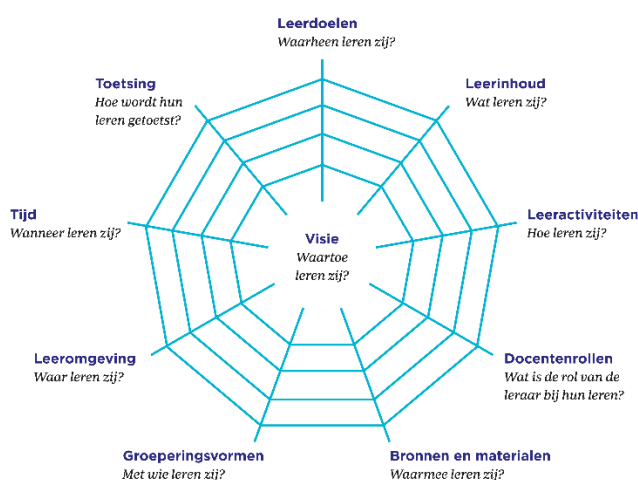 Leerdoelen
Waarheen leren zij?
Leerinhoud
Wat leren zij?
Leeractiviteiten
Hoe leren zij?
Docentenrollen
Wat is de rol van de
leraar bij hun leren?
Bronnen en materialen
Waarmee leren zij?
Groeperingsvormen
Met wie leren zij?
Leeromgeving
Waar leren zij?
Tijd
Wanneer leren zij?
Toetsing
Hoe wordt hun
leren getoetst?
Visie
Waartoe
leren zij?